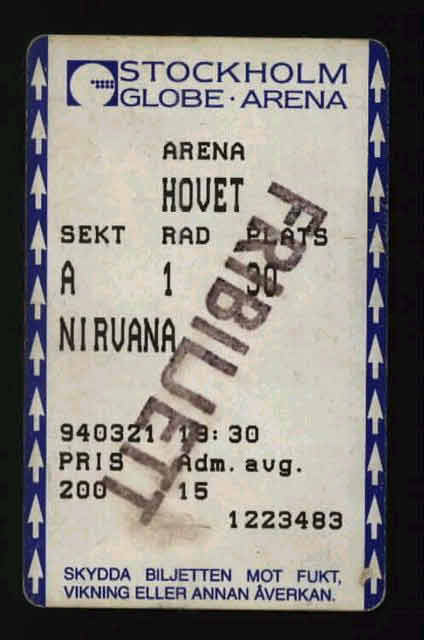 STOCKHOLM
GLOBE·ARENA
ARENA
HOVET
SEKT RAD PLATS
A 1 30
NIRVANA
FRIBILJETT
940321 19:30
PRIS Adm.avg.
200 15
1223483
SKYDDA BILJETTEN MOT FUKT,
VIKNING ELLER ANNAN ÅVERKAN.